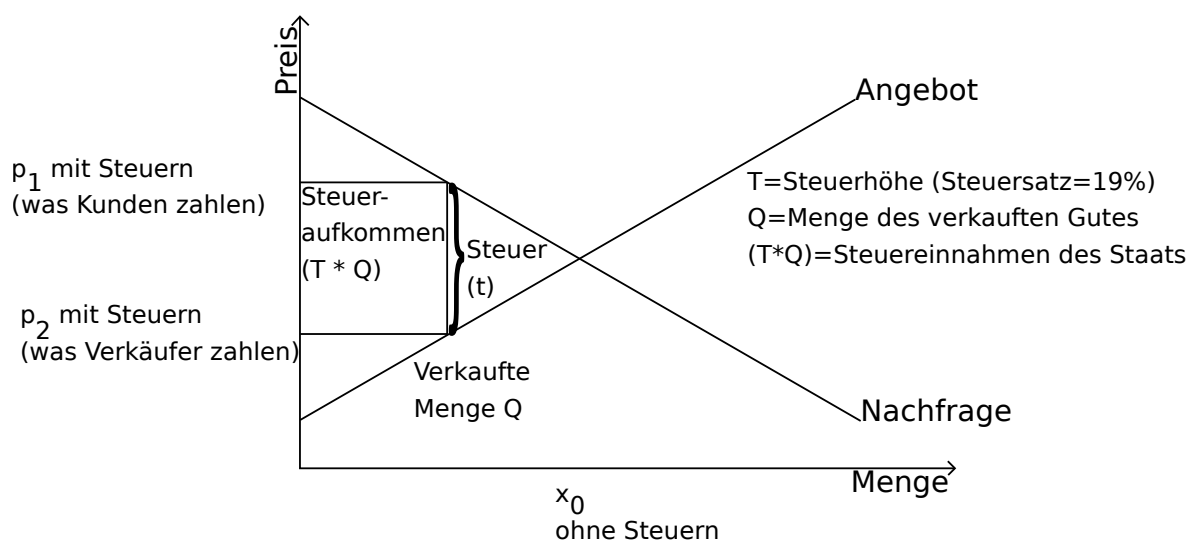 Preis
Angebot
p1 mit Steuern
(was Kunden zahlen)
Steuer-
aufkommen
(T * Q)
Steuer
(t)
T=Steuerhöhe (Steuersatz=19%)
Q=Menge des verkauften Gutes
(T*Q)=Steuereinnahmen des Staats
p2 mit Steuern
(was Verkäufer zahlen)
Verkaufte
Menge Q
Nachfrage
Menge
x0
ohne Steuern